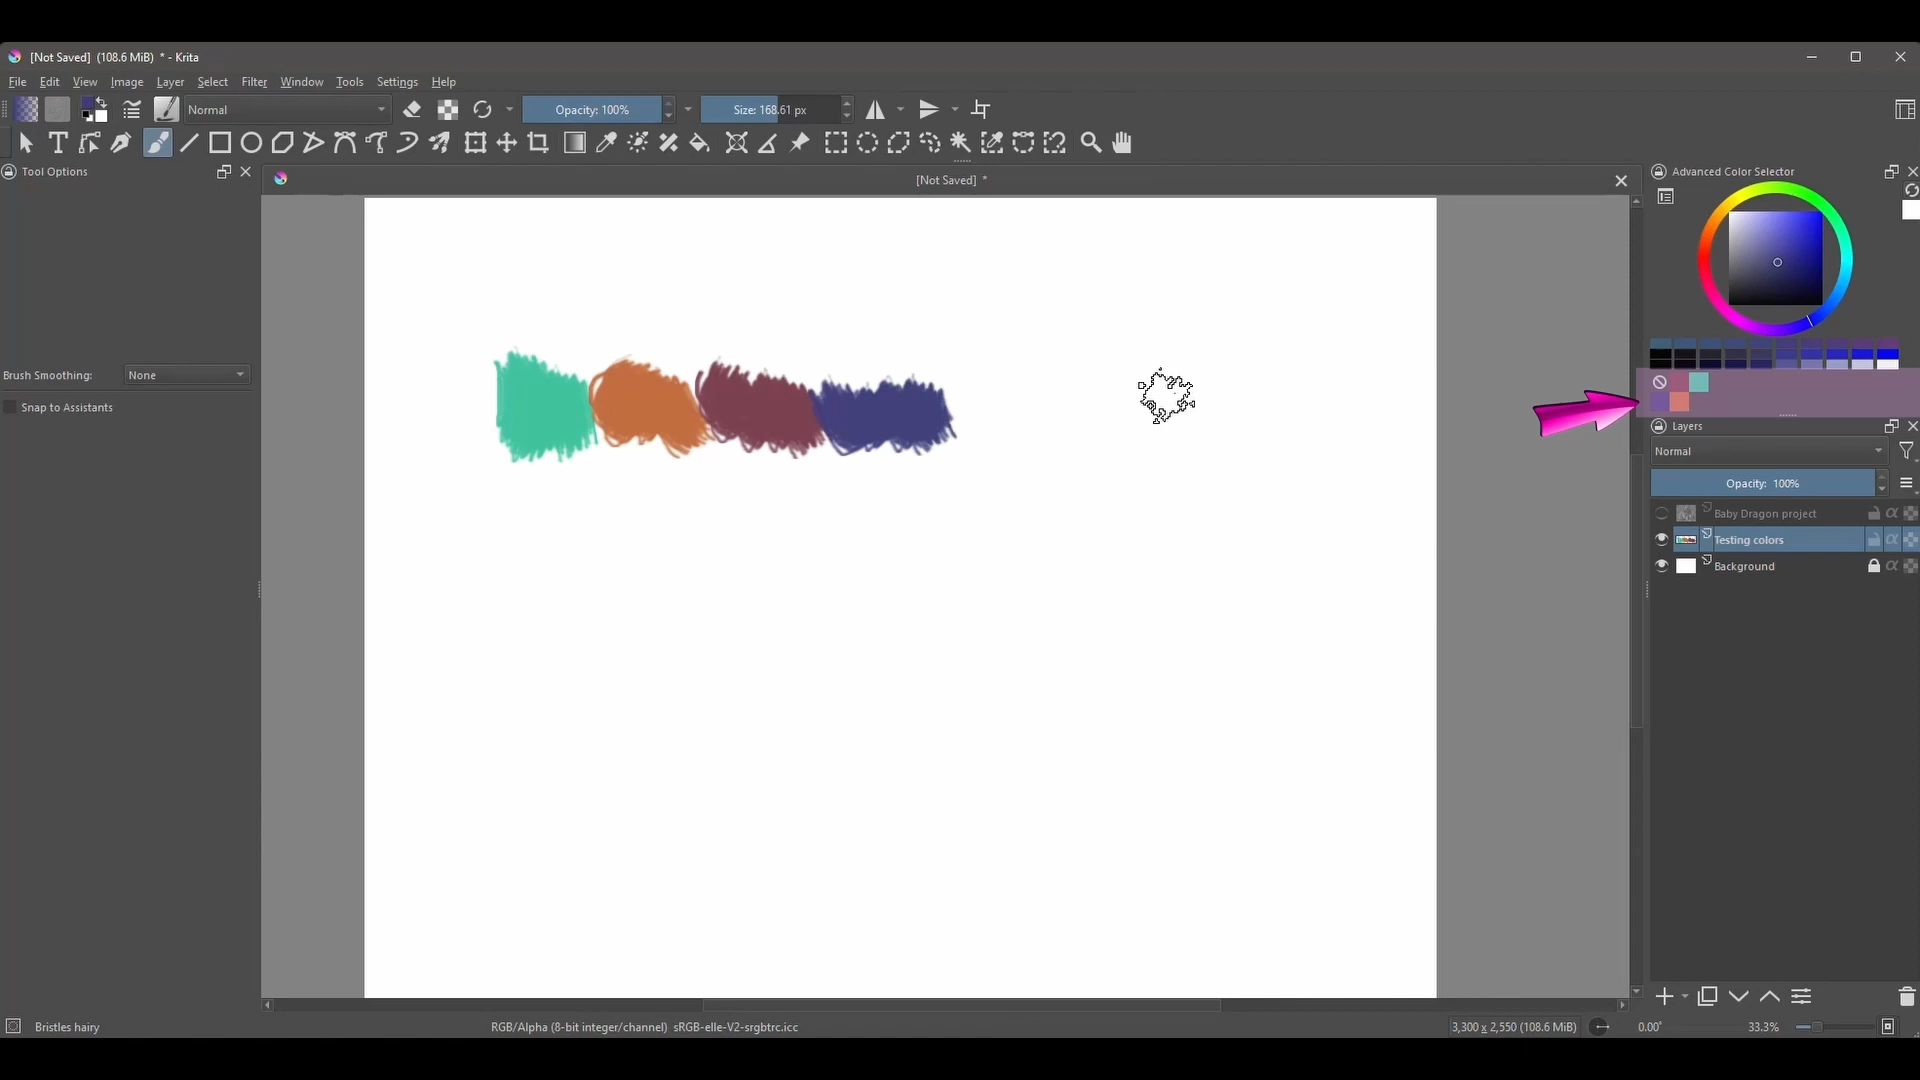 [Not Saved]  (108.6 MiB)  * - Krita
File Edit View Image Layer Select Filter Window Tools Settings Help
Normal
Opacity: 100%
Size: 168.61 px
Tool Options
[Not Saved]  *
Advanced Color Selector
Brush Smoothing: None
Snap to Assistants
Layers
Normal
Opacity:  100%
Baby Dragon project
Testing colors
Background
Bristles hairy
RGB/Alpha (8-bit integer/channel)  sRGB-elle-V2-srgbtrc.icc
3,300 x 2,550 (108.6 MiB)
0.00°
33.3%